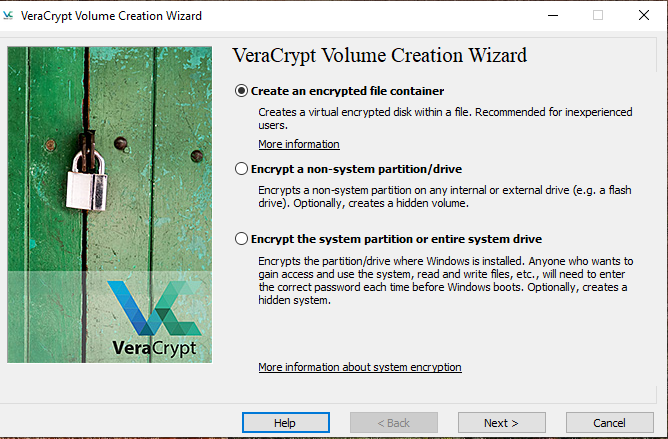 VeraCrypt Volume Creation Wizard
VeraCrypt Volume Creation Wizard
Create an encrypted file container
Creates a virtual encrypted disk within a file. Recommended for inexperienced
users.
More information
Encrypt a non-system partition/drive
Encrypts a non-system partition on any internal or external drive (e.g. a flash
drive). Optionally, creates a hidden volume.
Encrypt the system partition or entire system drive
Encrypts the partition/drive where Windows is installed. Anyone who wants to
gain access and use the system, read and write files, etc., will need to enter
the correct password each time before Windows boots. Optionally, creates a
hidden system.
VeraCrypt
More information about system encryption
Help
< Back
Next >
Cancel